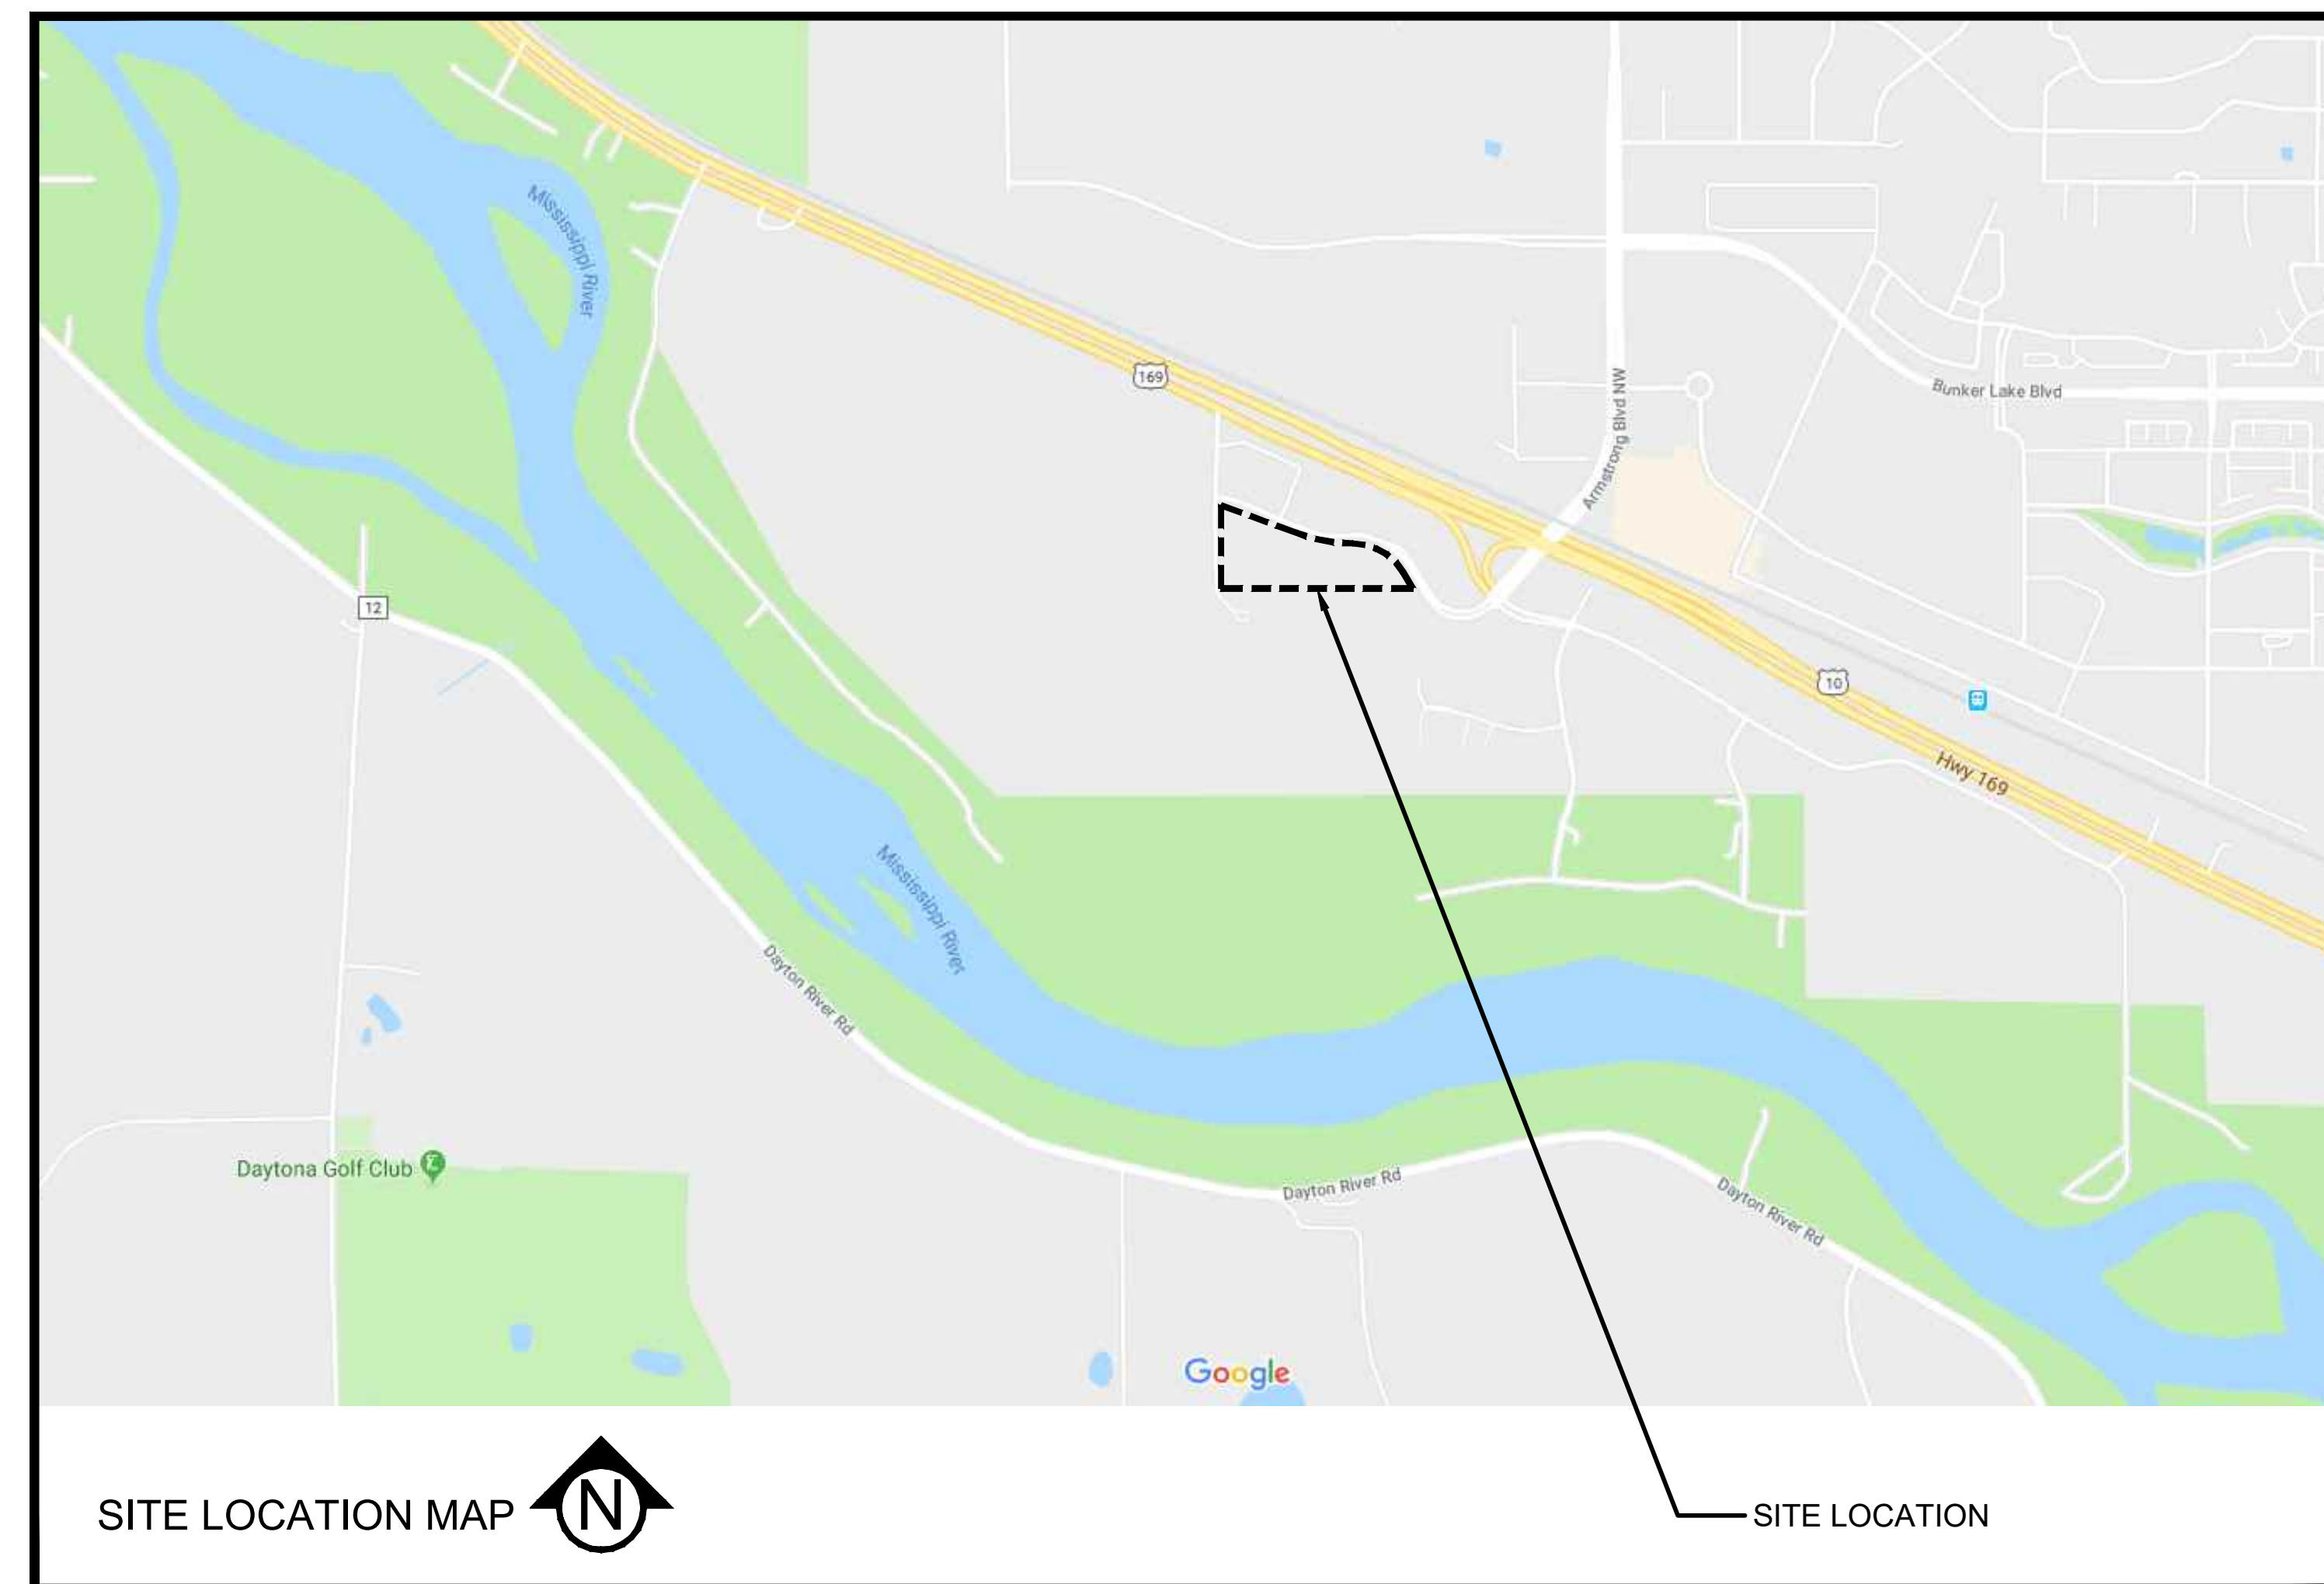 Mississippi River
169
Armstrong Blvd NW
Bunker Lake Blvd
12
10
Hwy 169
Mississippi River
Dayton River Rd
Daytona Golf Club
Dayton River Rd
Dayton River Rd
Google
SITE LOCATION MAP
N
SITE LOCATION